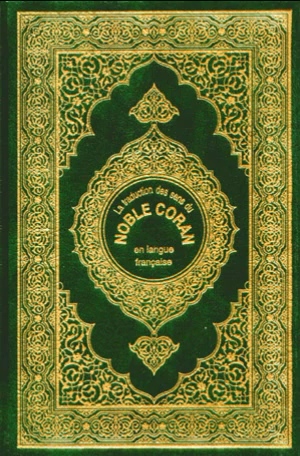 La traduction des sens du
NOBLE CORAN
en langue
française